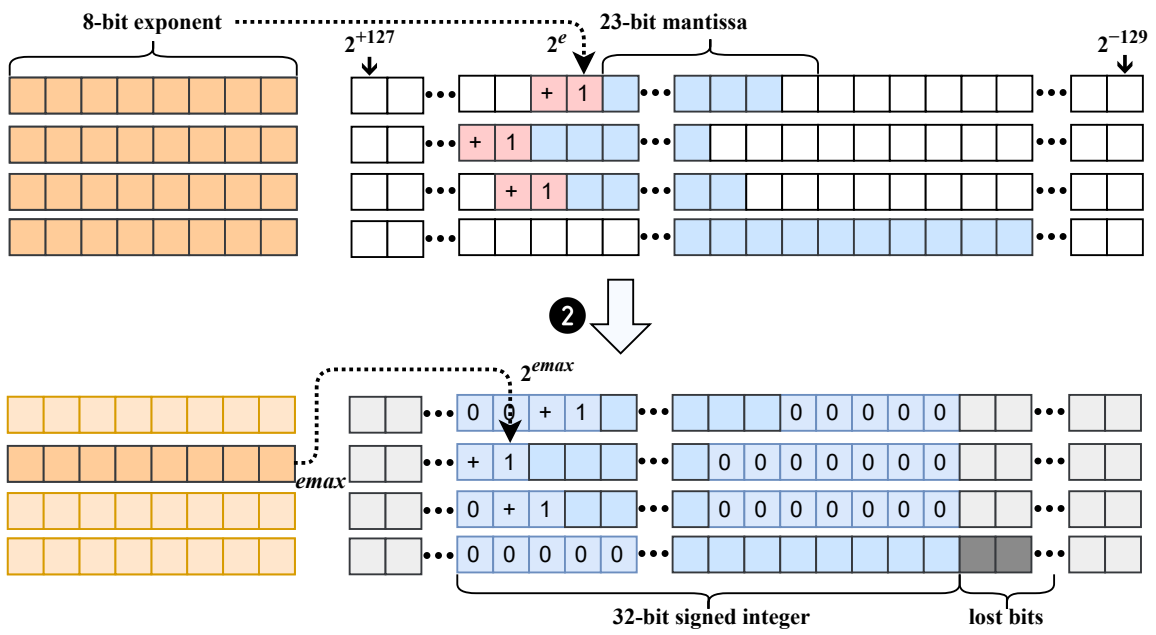 8-bit exponent
23-bit mantissa
2^{+127}
2^e
2^{−129}
+ 1
+ 1
+ 1
2
2^{emax}
0 0 + 1 0 0 0 0 0
emax
+ 1 0 0 0 0 0 0 0
0 + 1 0 0 0 0 0 0 0
0 0 0 0 0
32-bit signed integer
lost bits